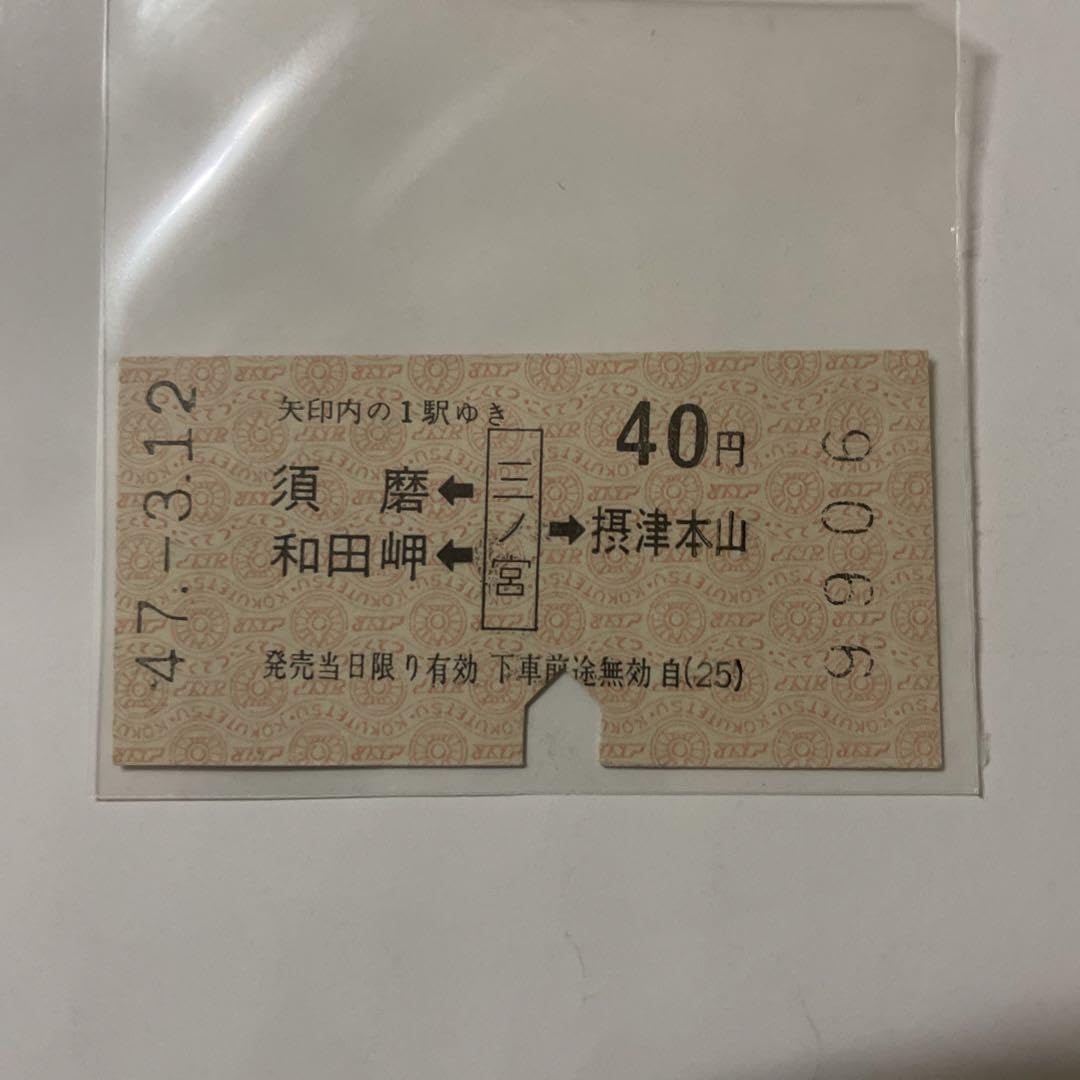 47.-3.12
矢印内の1駅ゆき
40円
須磨
和田岬
三ノ宮
摂津本山
発売当日限り有効 下車前途無効 自(25)
9906